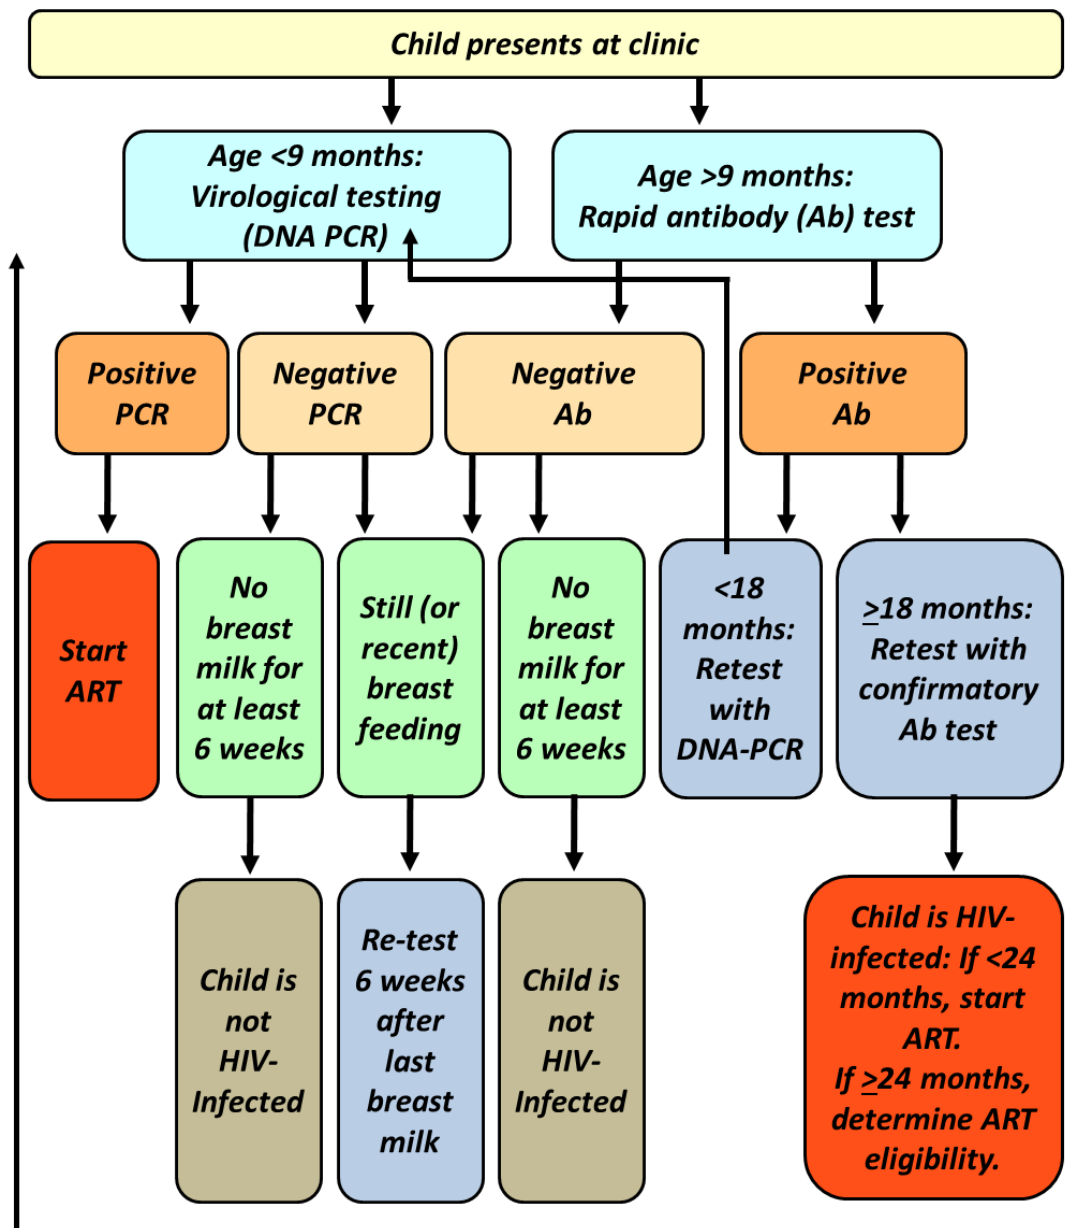 Child presents at clinic
Age <9 months:
Virological testing
(DNA PCR)
Age >9 months:
Rapid antibody (Ab) test
Positive
PCR
Negative
PCR
Negative
Ab
Positive
Ab
Start
ART
No
breast
milk for
at least
6 weeks
Still (or
recent)
breast
feeding
No
breast
milk for
at least
6 weeks
<18
months:
Retest
with
DNA-PCR
≥18 months:
Retest with
confirmatory
Ab test
Child is
not
HIV-
Infected
Re-test
6 weeks
after
last
breast
milk
Child is
not
HIV-
Infected
Child is HIV-
infected: If <24
months, start
ART.
If ≥24 months,
determine ART
eligibility.